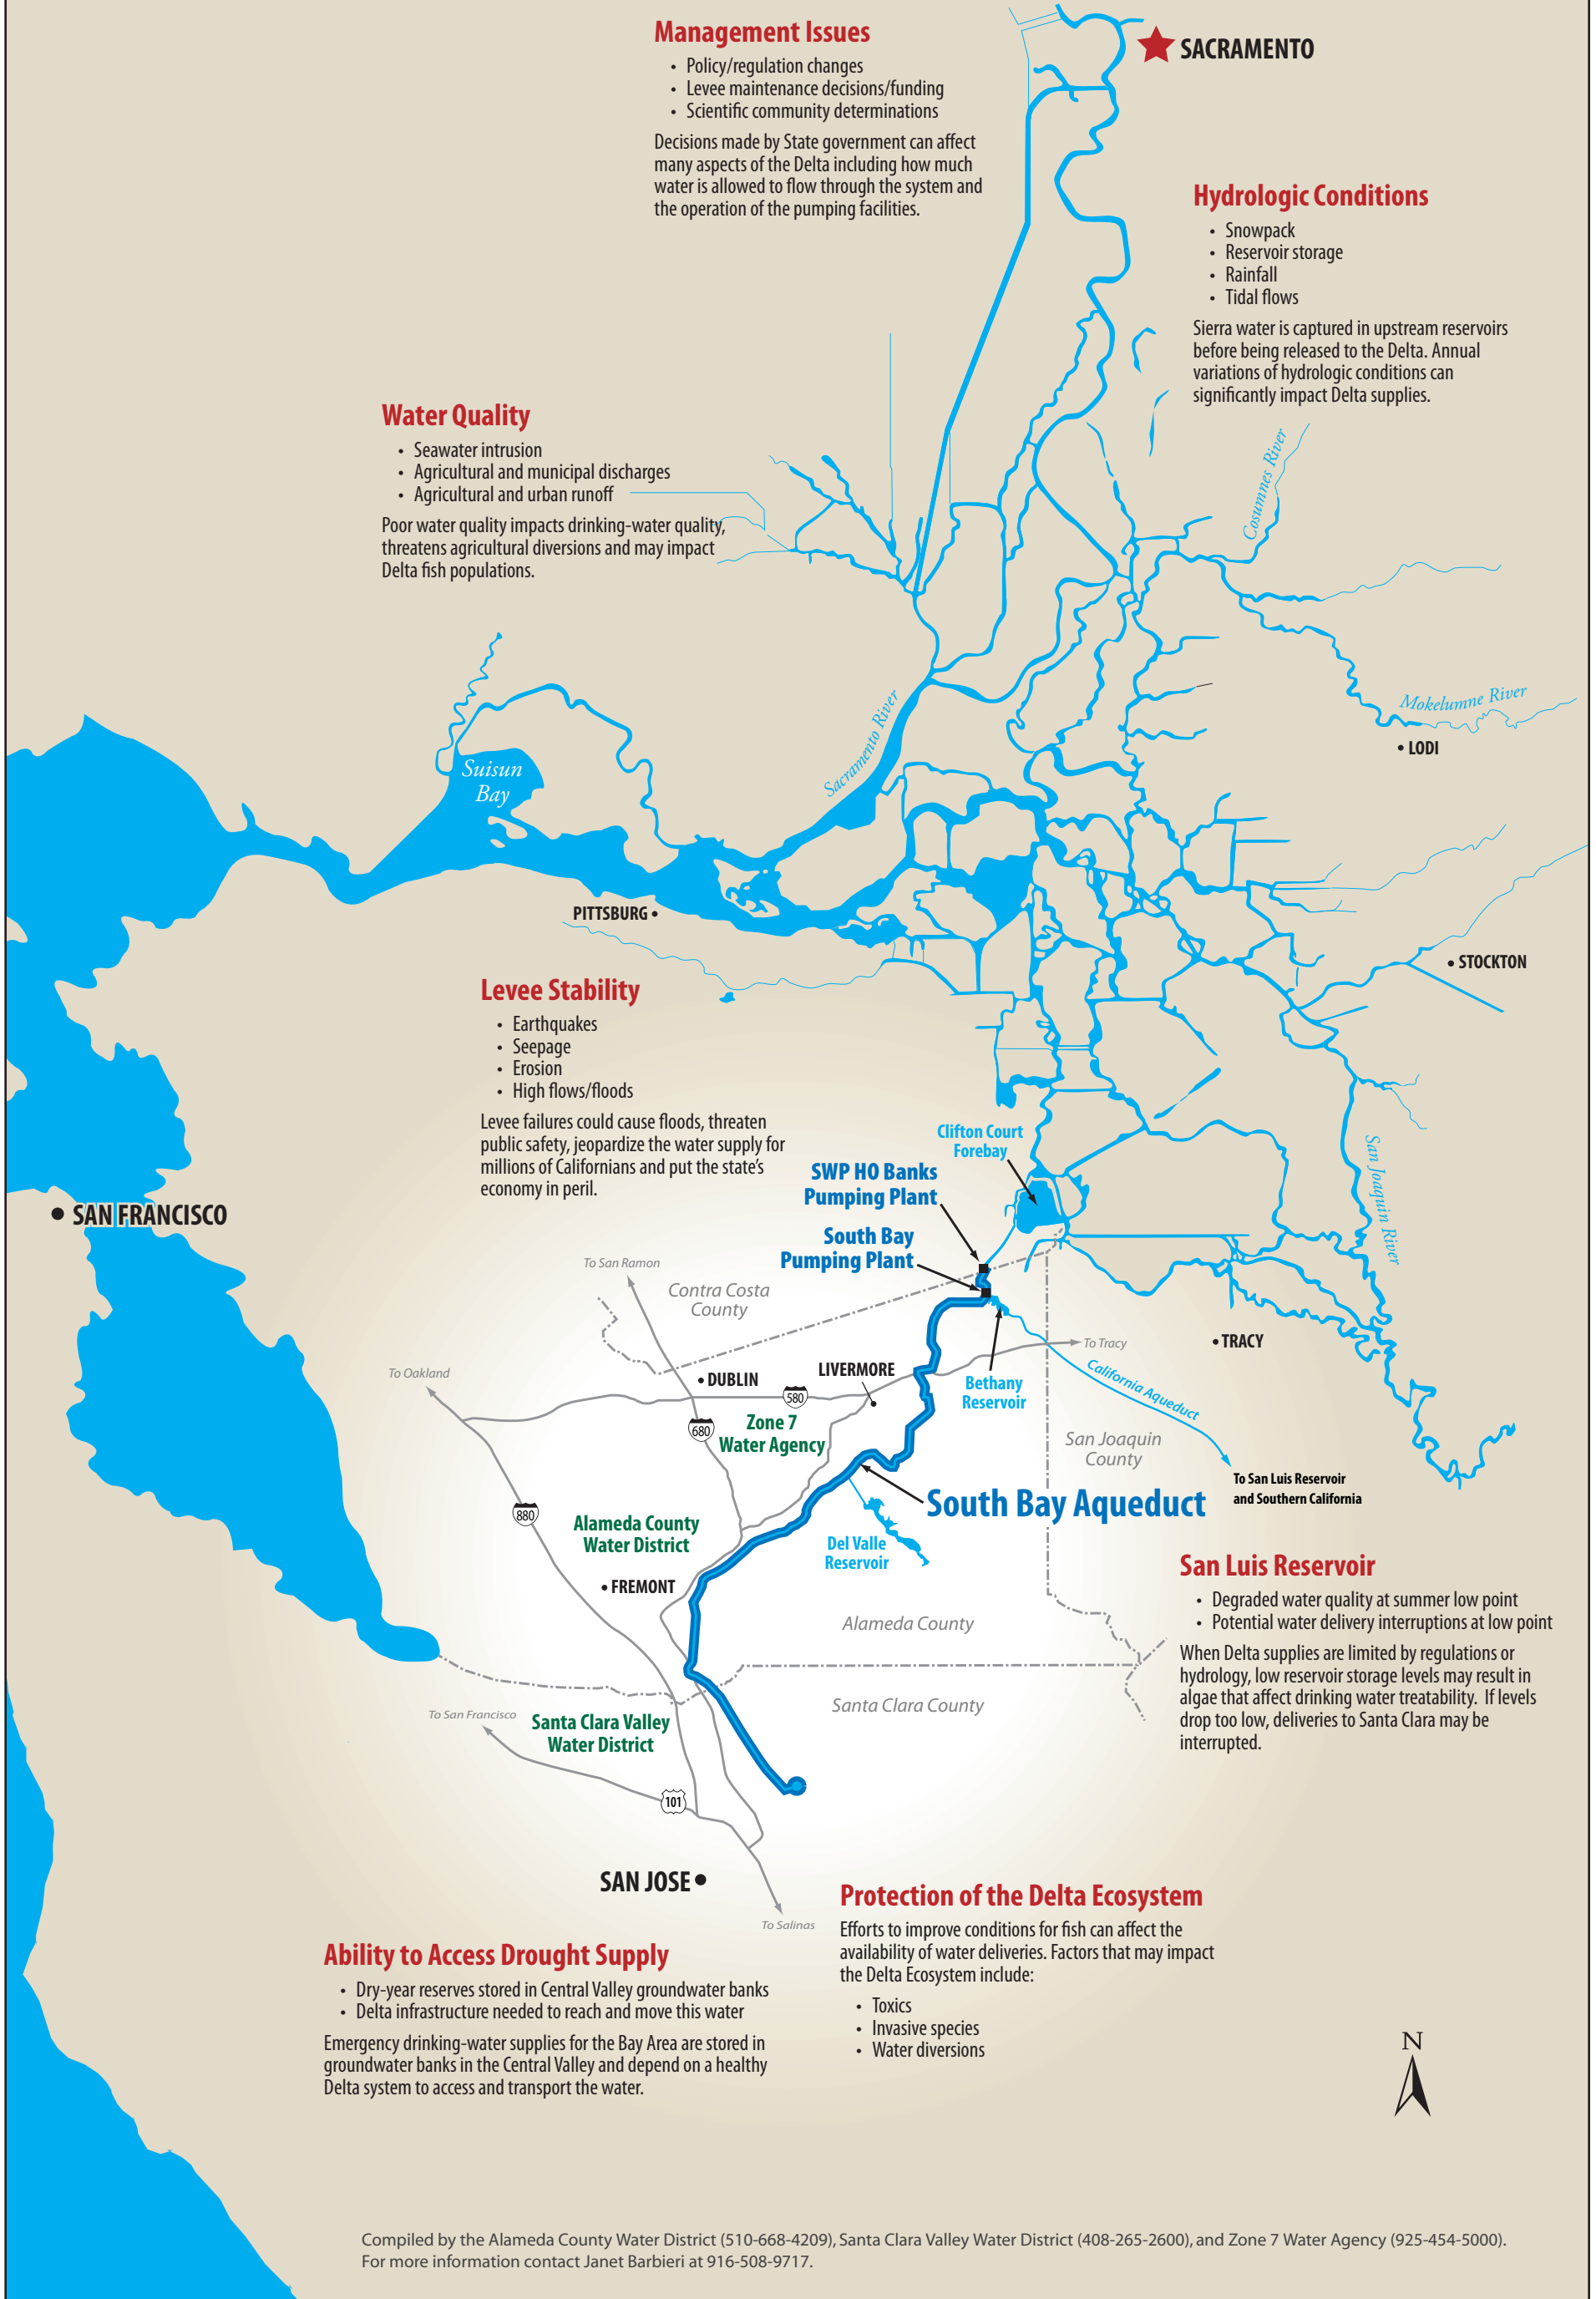 Management Issues
• Policy/regulation changes
• Levee maintenance decisions/funding
• Scientific community determinations
Decisions made by State government can affect
many aspects of the Delta including how much
water is allowed to flow through the system and
the operation of the pumping facilities.
SACRAMENTO
Hydrologic Conditions
• Snowpack
• Reservoir storage
• Rainfall
• Tidal flows
Sierra water is captured in upstream reservoirs
before being released to the Delta. Annual
variations of hydrologic conditions can
significantly impact Delta supplies.
Water Quality
• Seawater intrusion
• Agricultural and municipal discharges
• Agricultural and urban runoff
Poor water quality impacts drinking-water quality,
threatens agricultural diversions and may impact
Delta fish populations.
Cosumnes River
Mokelumne River
• LODI
Sacramento River
Suisun
Bay
PITTSBURG •
• STOCKTON
Levee Stability
• Earthquakes
• Seepage
• Erosion
• High flows/floods
Levee failures could cause floods, threaten
public safety, jeopardize the water supply for
millions of Californians and put the state's
economy in peril.
Clifton Court
Forebay
SWP HO Banks
Pumping Plant
South Bay
Pumping Plant
San Joaquin River
• SAN FRANCISCO
To San Ramon
Contra Costa
County
To Oakland
• DUBLIN
LIVERMORE
To Tracy
• TRACY
580
680
Zone 7
Water Agency
Bethany
Reservoir
California Aqueduct
San Joaquin
County
To San Luis Reservoir
and Southern California
South Bay Aqueduct
880
Alameda County
Water District
Del Valle
Reservoir
• FREMONT
Alameda County
San Luis Reservoir
• Degraded water quality at summer low point
• Potential water delivery interruptions at low point
When Delta supplies are limited by regulations or
hydrology, low reservoir storage levels may result in
algae that affect drinking water treatability.  If levels
drop too low, deliveries to Santa Clara may be
interrupted.
Santa Clara County
To San Francisco
Santa Clara Valley
Water District
101
SAN JOSE •
To Salinas
Protection of the Delta Ecosystem
Efforts to improve conditions for fish can affect the
availability of water deliveries. Factors that may impact
the Delta Ecosystem include:
• Toxics
• Invasive species
• Water diversions
Ability to Access Drought Supply
• Dry-year reserves stored in Central Valley groundwater banks
• Delta infrastructure needed to reach and move this water
Emergency drinking-water supplies for the Bay Area are stored in
groundwater banks in the Central Valley and depend on a healthy
Delta system to access and transport the water.
N
Compiled by the Alameda County Water District (510-668-4209), Santa Clara Valley Water District (408-265-2600), and Zone 7 Water Agency (925-454-5000).
For more information contact Janet Barbieri at 916-508-9717.